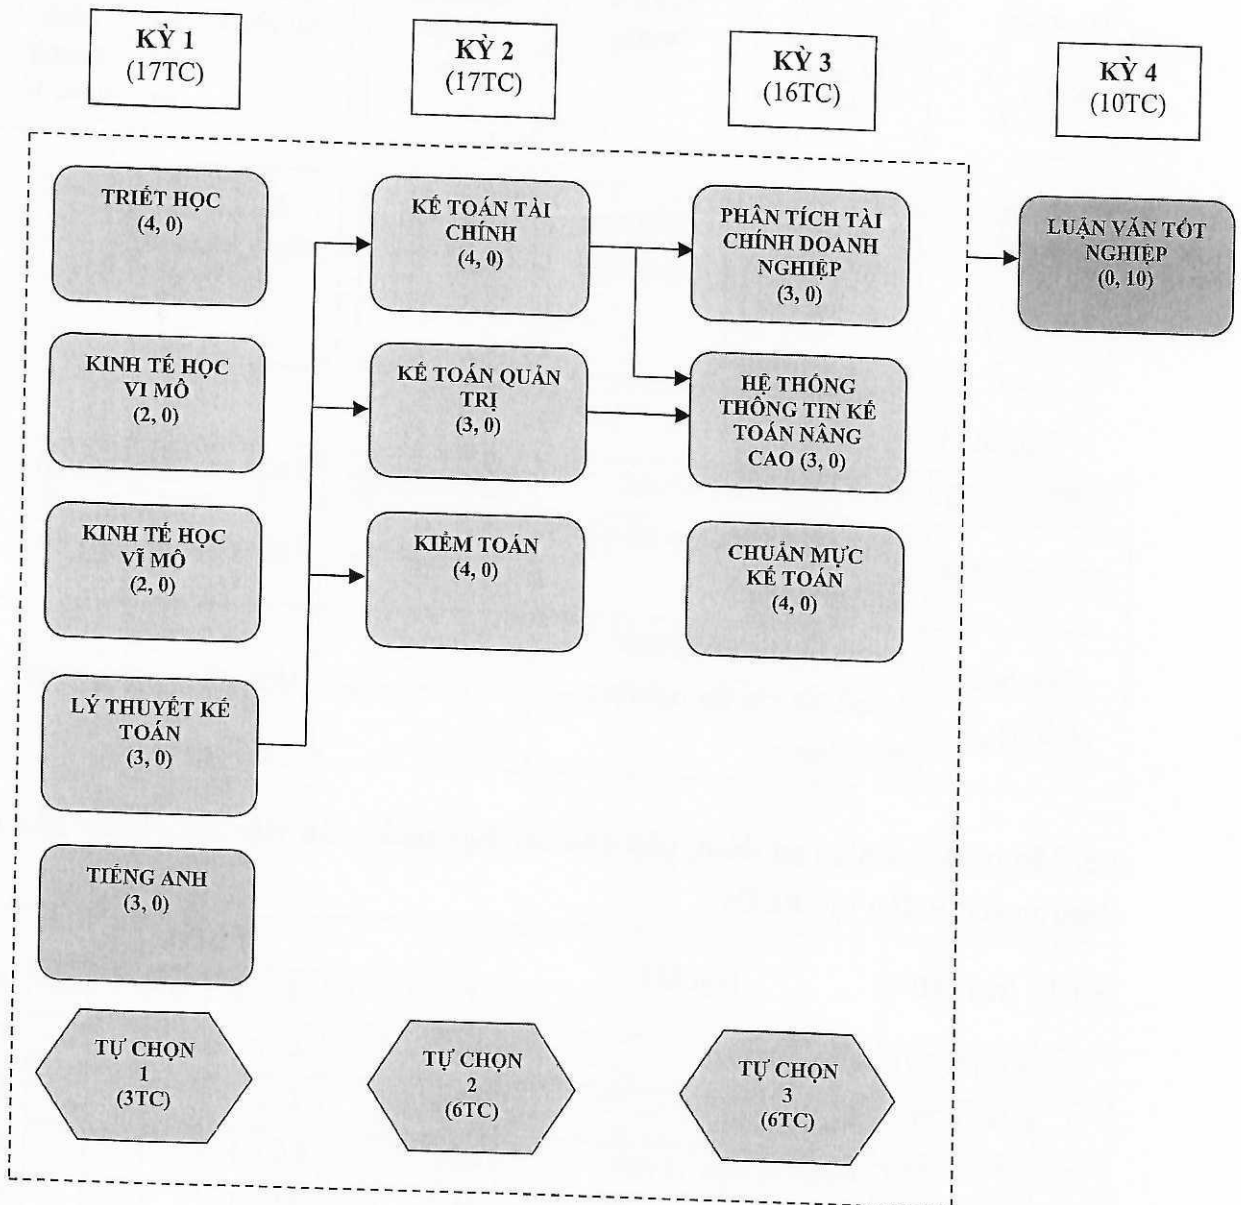 KỲ 1
(17TC)
KỲ 2
(17TC)
KỲ 3
(16TC)
KỲ 4
(10TC)
TRIẾT HỌC
(4, 0)
KINH TẾ HỌC
VI MÔ
(2, 0)
KINH TẾ HỌC
VĨ MÔ
(2, 0)
LÝ THUYẾT KẾ
TOÁN
(3, 0)
TIẾNG ANH
(3, 0)
TỰ CHỌN
1
(3TC)
KẾ TOÁN TÀI
CHÍNH
(4, 0)
KẾ TOÁN QUẢN
TRỊ
(3, 0)
KIỂM TOÁN
(4, 0)
TỰ CHỌN
2
(6TC)
PHÂN TÍCH TÀI
CHÍNH DOANH
NGHIỆP
(3, 0)
HỆ THỐNG
THÔNG TIN KẾ
TOÁN NÂNG
CAO (3, 0)
CHUẨN MỰC
KẾ TOÁN
(4, 0)
TỰ CHỌN
3
(6TC)
LUẬN VĂN TỐT
NGHIỆP
(0, 10)